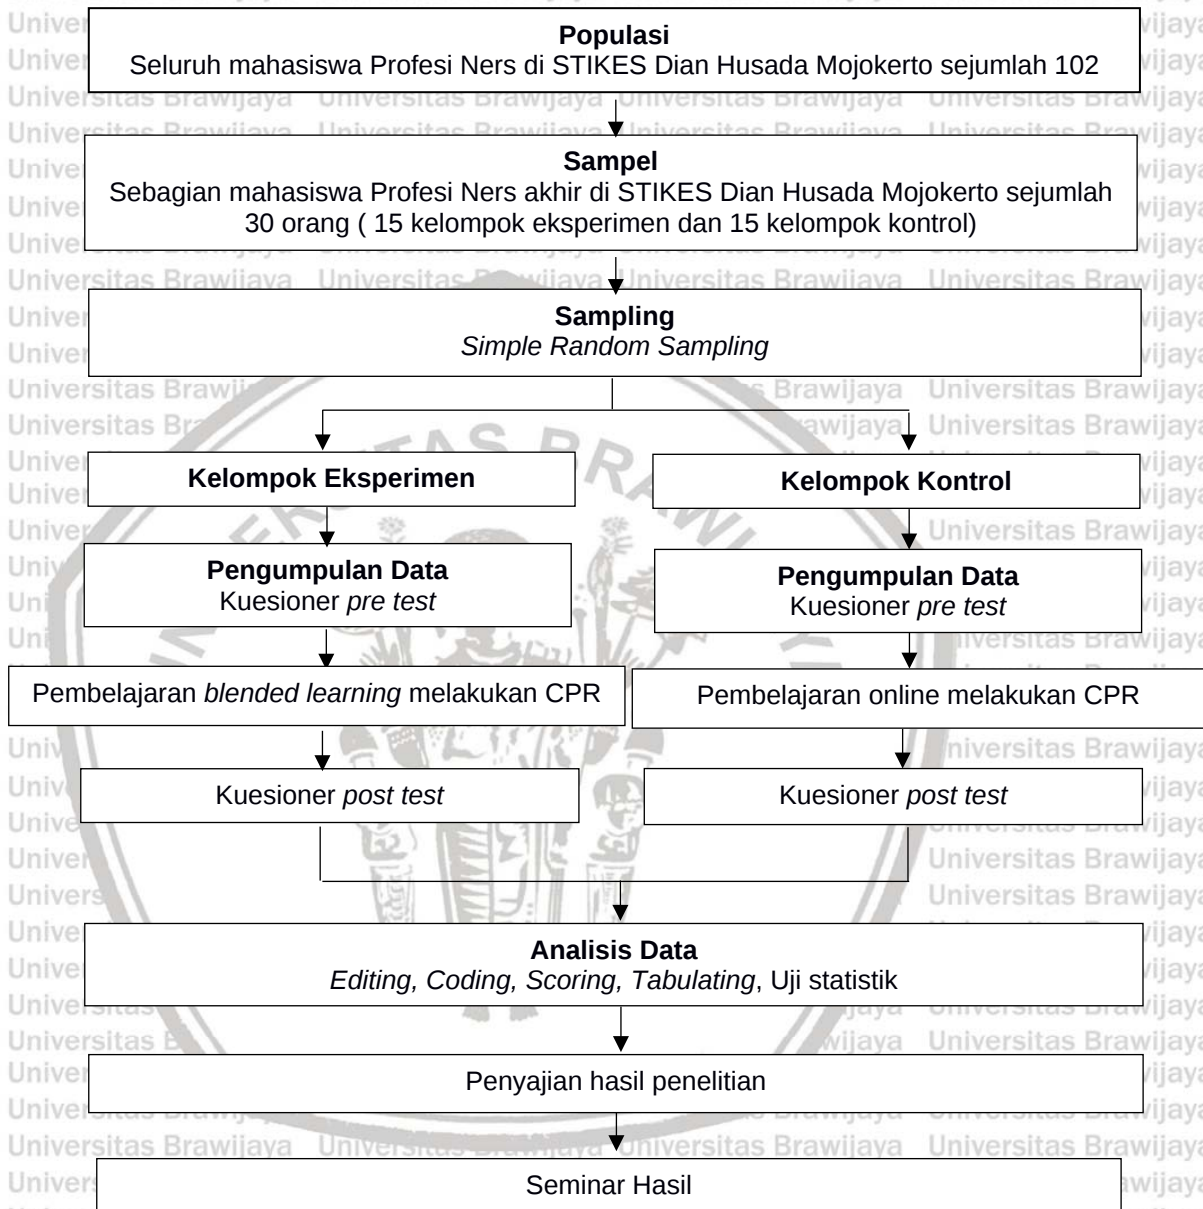 Populasi
Seluruh mahasiswa Profesi Ners di STIKES Dian Husada Mojokerto sejumlah 102
Sampel
Sebagian mahasiswa Profesi Ners akhir di STIKES Dian Husada Mojokerto sejumlah
30 orang ( 15 kelompok eksperimen dan 15 kelompok kontrol)
Sampling
Simple Random Sampling
Kelompok Eksperimen
Kelompok Kontrol
Pengumpulan Data
Kuesioner pre test
Pengumpulan Data
Kuesioner pre test
Pembelajaran blended learning melakukan CPR
Pembelajaran online melakukan CPR
Kuesioner post test
Kuesioner post test
Analisis Data
Editing, Coding, Scoring, Tabulating, Uji statistik
Penyajian hasil penelitian
Seminar Hasil